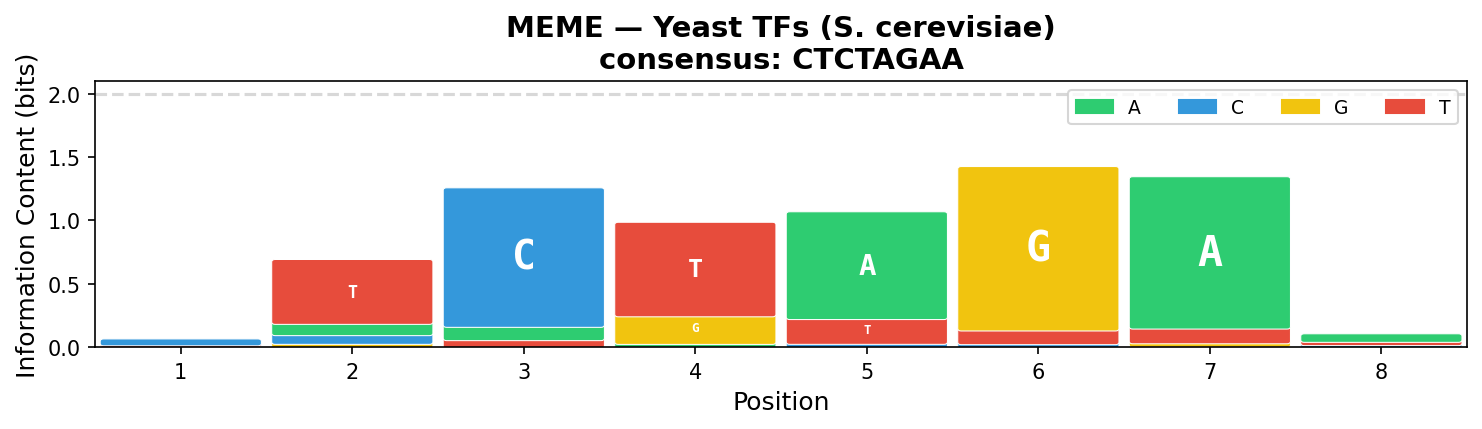 MEME — Yeast TFs (S. cerevisiae)
consensus: CTCTAGAA
Information Content (bits)
2.0
1.5
1.0
0.5
0.0
A C G T
T C T G A T G A
1 2 3 4 5 6 7 8
Position